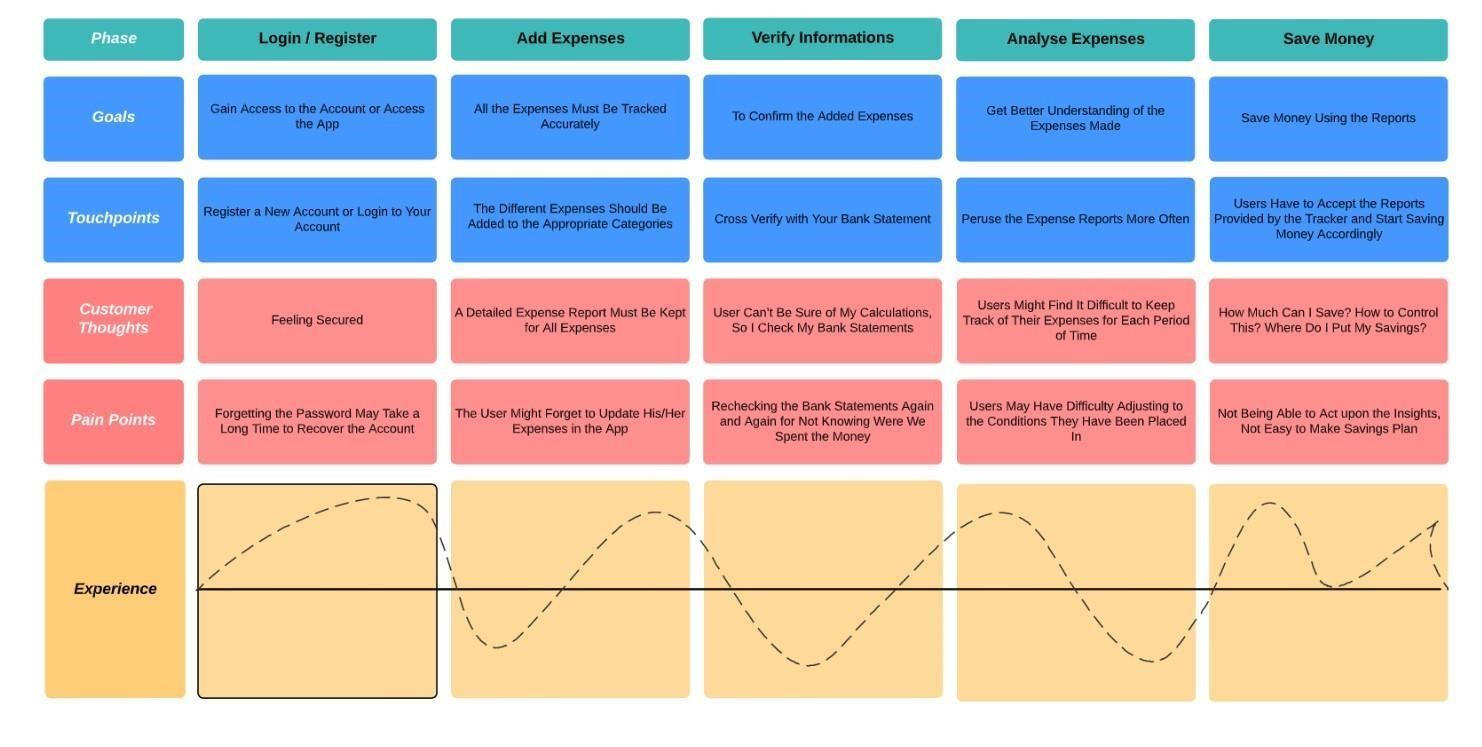 Phase
Login / Register
Add Expenses
Verify Informations
Analyse Expenses
Save Money
Goals
Gain Access to the Account or Access
the App
All the Expenses Must Be Tracked
Accurately
To Confirm the Added Expenses
Get Better Understanding of the
Expenses Made
Save Money Using the Reports
Touchpoints
Register a New Account or Login to Your
Account
The Different Expenses Should Be
Added to the Appropriate Categories
Cross Verify with Your Bank Statement
Peruse the Expense Reports More Often
Users Have to Accept the Reports
Provided by the Tracker and Start Saving
Money Accordingly
Customer
Thoughts
Feeling Secured
A Detailed Expense Report Must Be Kept
for All Expenses
User Can't Be Sure of My Calculations,
So I Check My Bank Statements
Users Might Find It Difficult to Keep
Track of Their Expenses for Each Period
of Time
How Much Can I Save? How to Control
This? Where Do I Put My Savings?
Pain Points
Forgetting the Password May Take a
Long Time to Recover the Account
The User Might Forget to Update His/Her
Expenses in the App
Rechecking the Bank Statements Again
and Again for Not Knowing Were We
Spent the Money
Users May Have Difficulty Adjusting to
the Conditions They Have Been Placed
In
Not Being Able to Act upon the Insights,
Not Easy to Make Savings Plan
Experience